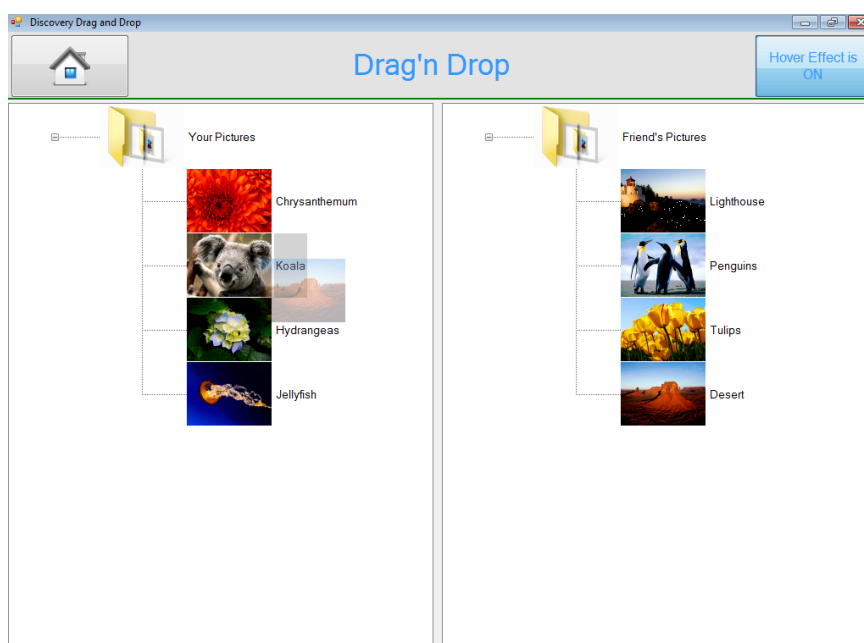 Discovery Drag and Drop
Drag'n Drop
Hover Effect is
ON
Your Pictures
Chrysanthemum
Koala
Hydrangeas
Jellyfish
Friend's Pictures
Lighthouse
Penguins
Tulips
Desert